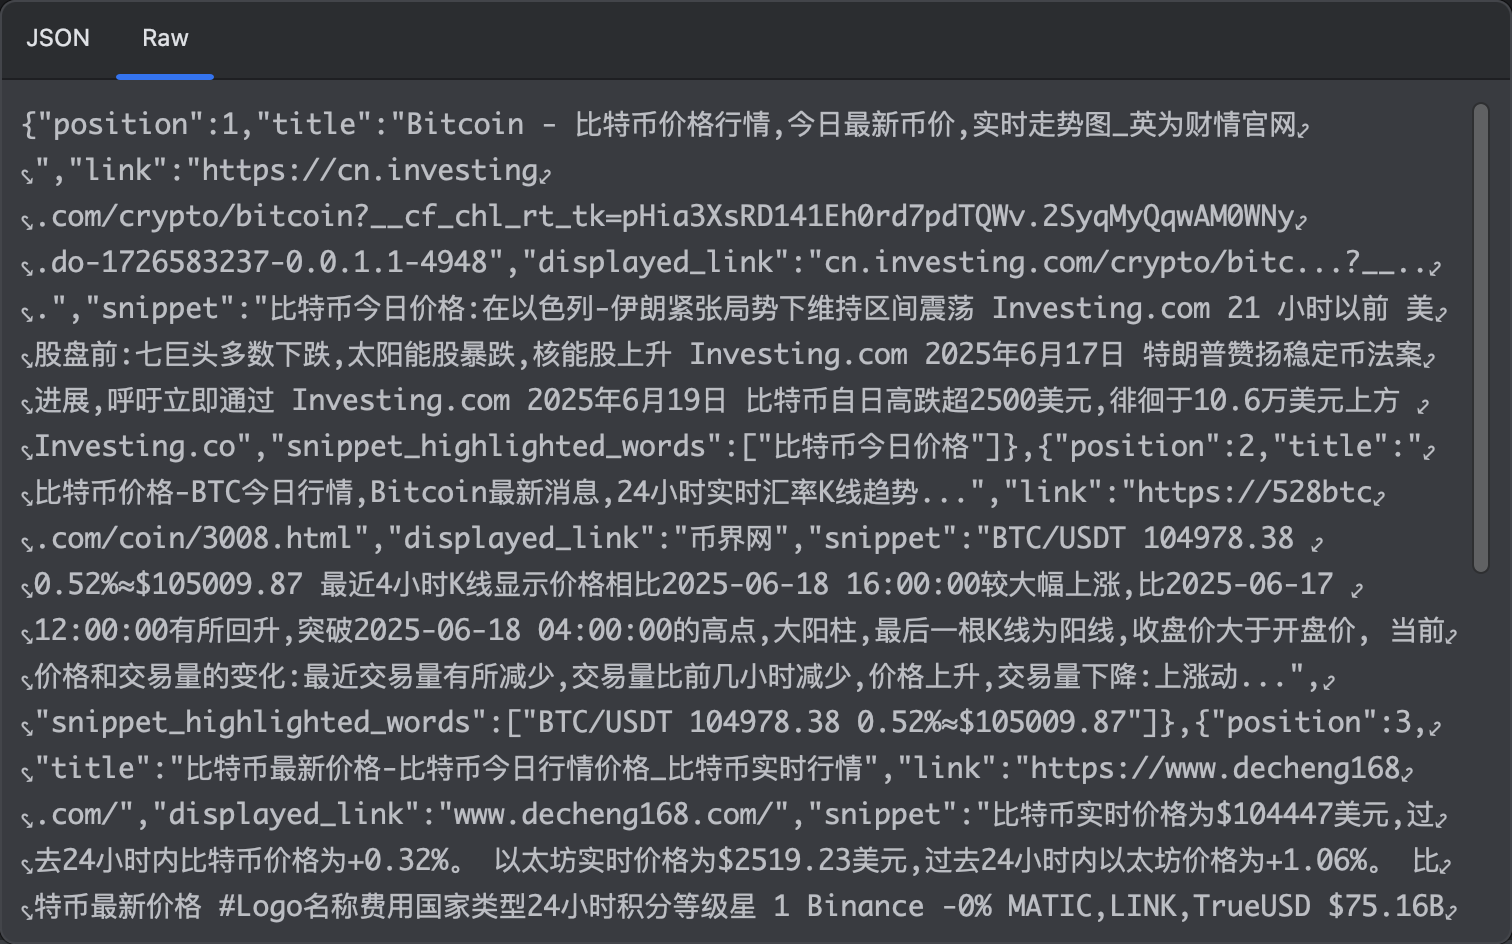 JSON Raw
{"position":1,"title":"Bitcoin - 比特币价格行情,今日最新币价,实时走势图_英为财情官网
","link":"https://cn.investing
.com/crypto/bitcoin?__cf_chl_rt_tk=pHia3XsRD141Eh0rd7pdTQWv.2SyqMyQqwAM0WNy
.do-1726583237-0.0.1.1-4948","displayed_link":"cn.investing.com/crypto/bitc...?__..
.","snippet":"比特币今日价格:在以色列-伊朗紧张局势下维持区间震荡 Investing.com 21 小时以前 美
股盘前:七巨头多数下跌,太阳能股暴跌,核能股上升 Investing.com 2025年6月17日 特朗普赞扬稳定币法案
进展,呼吁立即通过 Investing.com 2025年6月19日 比特币自日高跌超2500美元,徘徊于10.6万美元上方
Investing.co","snippet_highlighted_words":["比特币今日价格"]},{"position":2,"title":"
比特币价格-BTC今日行情,Bitcoin最新消息,24小时实时汇率K线趋势...","link":"https://528btc
.com/coin/3008.html","displayed_link":"币界网","snippet":"BTC/USDT 104978.38
0.52%≈$105009.87 最近4小时K线显示价格相比2025-06-18 16:00:00较大幅上涨,比2025-06-17
12:00:00有所回升,突破2025-06-18 04:00:00的高点,大阳柱,最后一根K线为阳线,收盘价大于开盘价, 当前
价格和交易量的变化:最近交易量有所减少,交易量比前几小时减少,价格上升,交易量下降:上涨动...",
"snippet_highlighted_words":["BTC/USDT 104978.38 0.52%≈$105009.87"]},{"position":3,
"title":"比特币最新价格-比特币今日行情价格_比特币实时行情","link":"https://www.decheng168
.com/","displayed_link":"www.decheng168.com/","snippet":"比特币实时价格为$104447美元,过
去24小时内比特币价格为+0.32%。 以太坊实时价格为$2519.23美元,过去24小时内以太坊价格为+1.06%。 比
特币最新价格 #Logo名称费用国家类型24小时积分等级星 1 Binance -0% MATIC,LINK,TrueUSD $75.16B